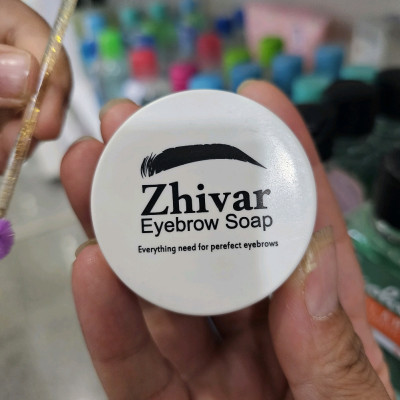 Zhivar
Eyebrow Soap
Everything need for perefect eyebrows